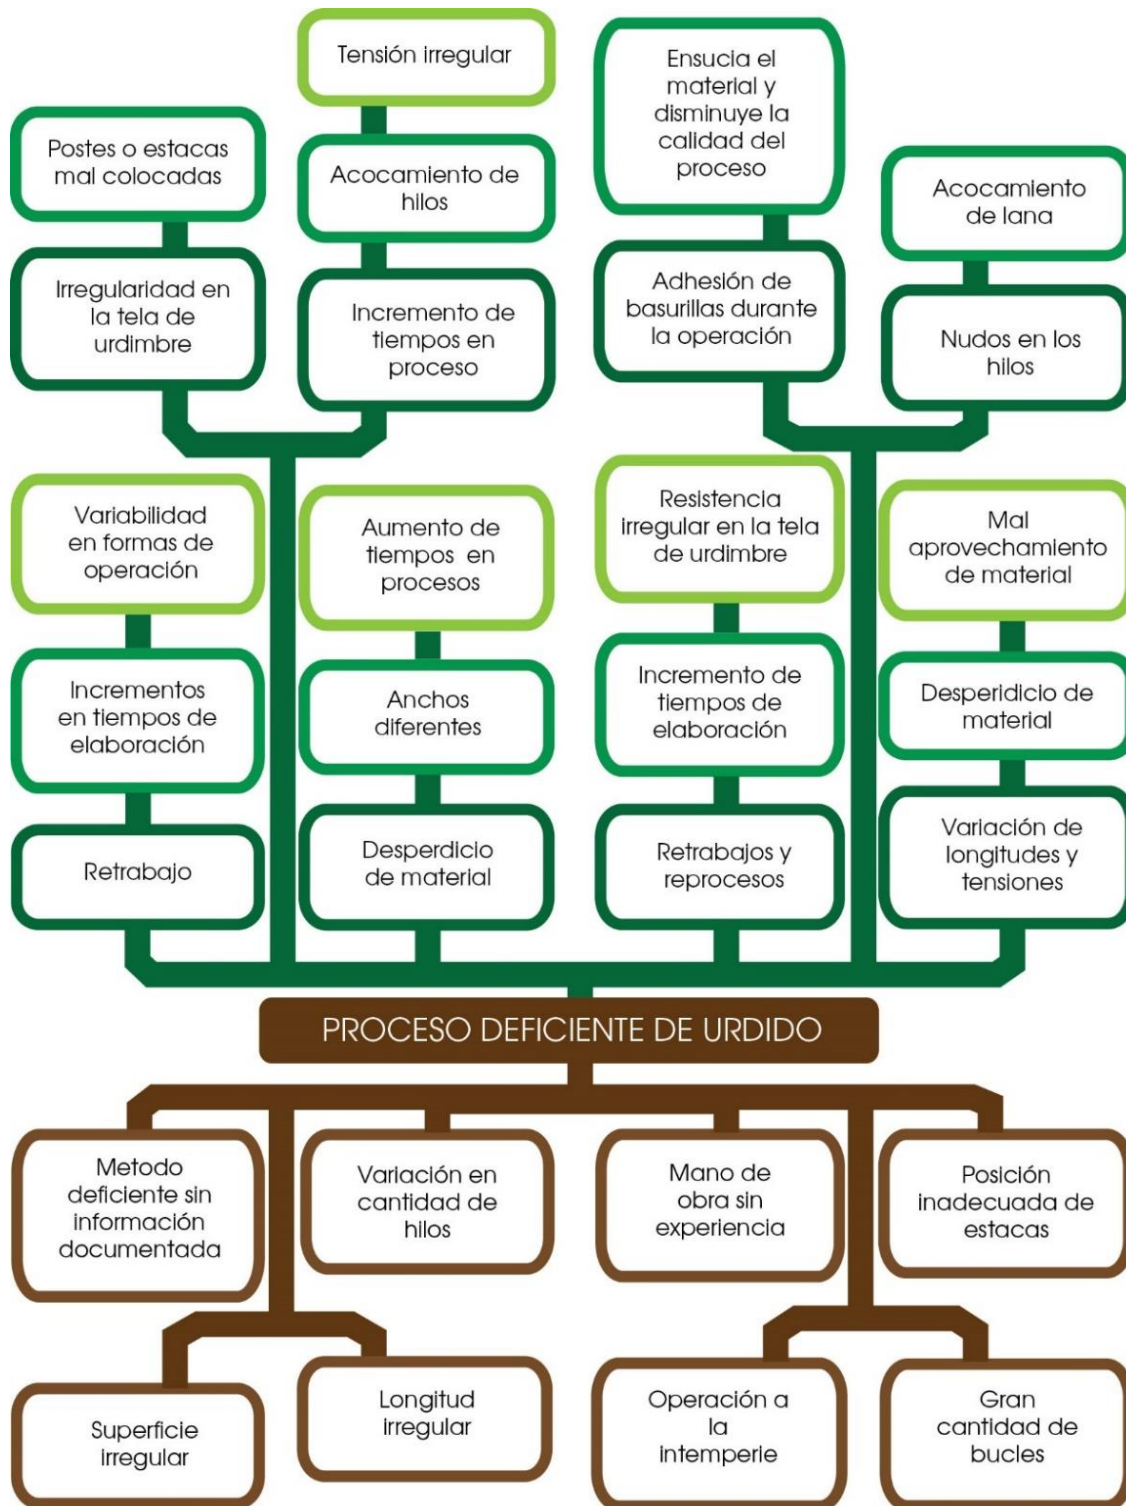 Tensión irregular
Ensucia el
material y
disminuye la
calidad del
proceso
Postes o estacas
mal colocadas
Acocamiento de
hilos
Acocamiento
de lana
Irregularidad en
la tela de
urdimbre
Incremento de
tiempos en
proceso
Adhesión de
basurillas durante
la operación
Nudos en los
hilos
Variabilidad
en formas de
operación
Aumento de
tiempos en
procesos
Resistencia
irregular en la tela
de urdimbre
Mal
aprovechamiento
de material
Incrementos
en tiempos de
elaboración
Anchos
diferentes
Incremento de
tiempos de
elaboración
Desperidicio de
material
Retrabajo
Desperdicio
de material
Retrabajos y
reprocesos
Variación de
longitudes y
tensiones
PROCESO DEFICIENTE DE URDIDO
Metodo
deficiente sin
información
documentada
Variación en
cantidad de
hilos
Mano de
obra sin
experiencia
Posición
inadecuada de
estacas
Superficie
irregular
Longitud
irregular
Operación a
la
intemperie
Gran
cantidad de
bucles